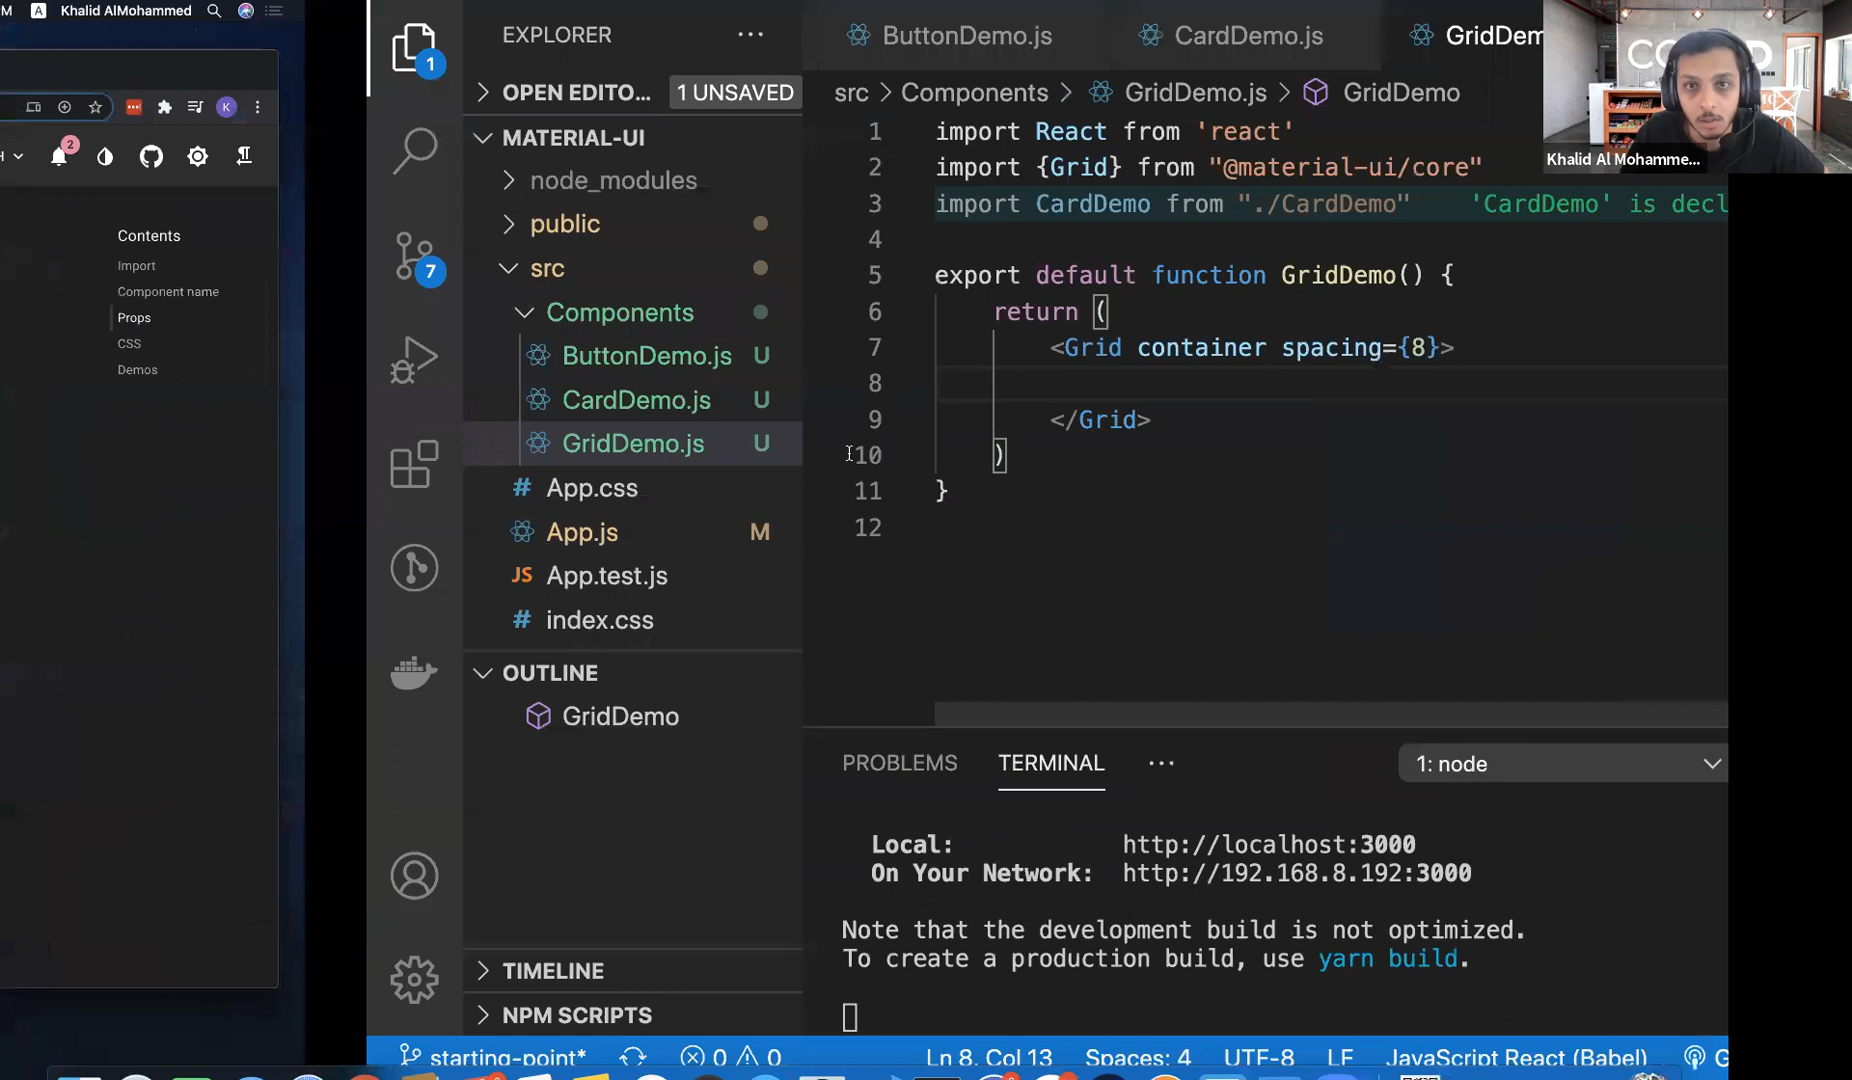 M A Khalid AlMohammed
K
H
2
Contents
Import
Component name
Props
CSS
Demos
1
7
EXPLORER
OPEN EDITO... 1 UNSAVED
MATERIAL-UI
node_modules
public
src
Components
ButtonDemo.js U
CardDemo.js U
GridDemo.js U
# App.css
App.js M
JS App.test.js
# index.css
OUTLINE
GridDemo
TIMELINE
NPM SCRIPTS
ButtonDemo.js CardDemo.js GridDem
src > Components > GridDemo.js > GridDemo
1 import React from 'react'
2 import {Grid} from "@material-ui/core"
3 import CardDemo from "./CardDemo" 'CardDemo' is decl
4
5 export default function GridDemo() {
6 return (
7 <Grid container spacing={8}>
8
9 </Grid>
10 )
11 }
12
PROBLEMS TERMINAL ... 1: node
Local: http://localhost:3000
On Your Network: http://192.168.8.192:3000
Note that the development build is not optimized.
To create a production build, use yarn build.
starting-point* 0 0 Ln 8, Col 13 Spaces: 4 UTF-8 LF JavaScript React (Babel) G
Khalid Al Mohamme...